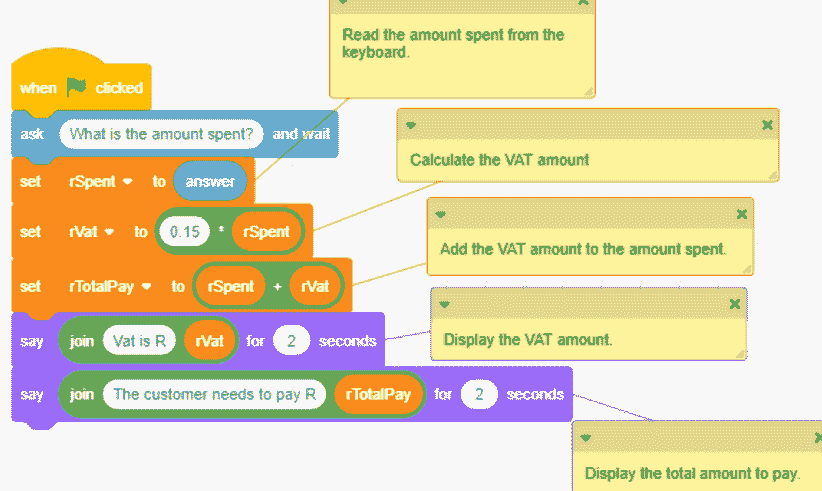 Read the amount spent from the
keyboard.
when clicked
ask What is the amount spent? and wait
Calculate the VAT amount
set rSpent to answer
set rVat to 0.15 * rSpent
Add the VAT amount to the amount spent.
set rTotalPay to rSpent + rVat
say join Vat is R rVat for 2 seconds
Display the VAT amount.
say join The customer needs to pay R rTotalPay for 2 seconds
Display the total amount to pay.